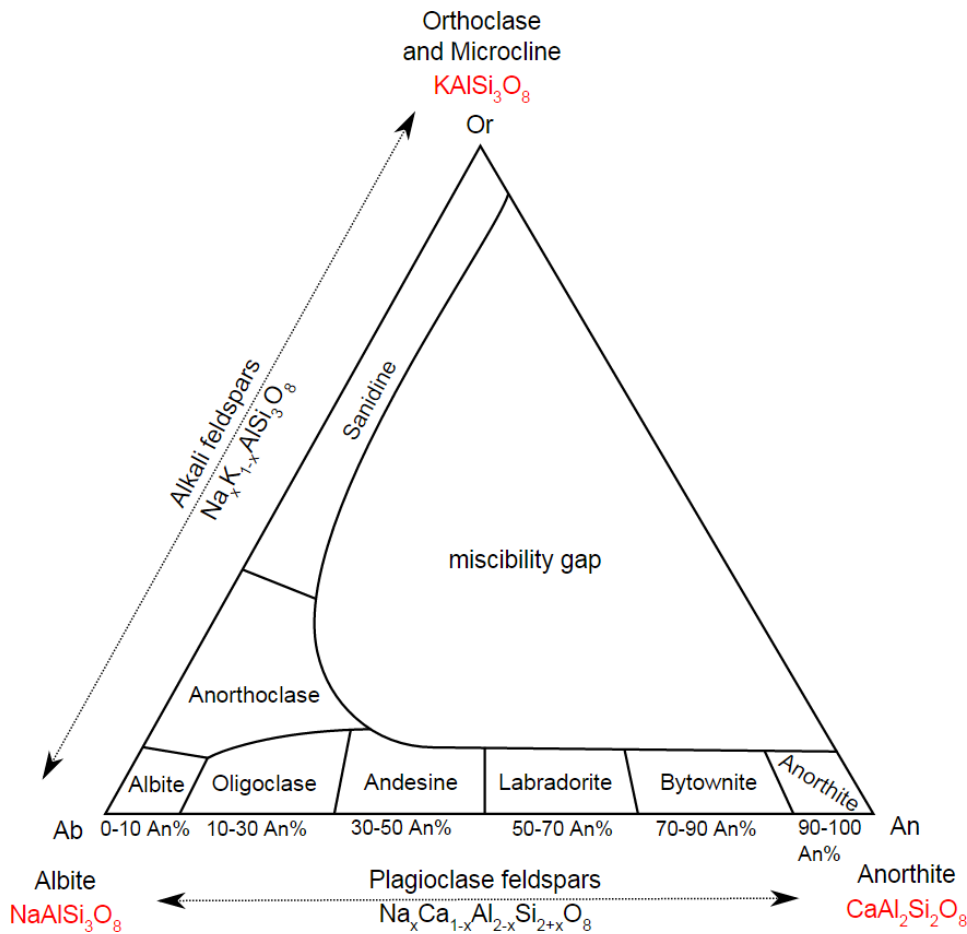 Orthoclase
and Microcline
KAlSi₃O₈
Or
Alkali feldspars
NaₓK₁₋ₓAlSi₃O₈
Sanidine
miscibility gap
Anorthoclase
Albite
Oligoclase
Andesine
Labradorite
Bytownite
Anorthite
Ab
0-10 An%
10-30 An%
30-50 An%
50-70 An%
70-90 An%
90-100
An%
An
Albite
NaAlSi₃O₈
Plagioclase feldspars
NaₓCa₁₋ₓAl₂₋ₓSi₂₊ₓO₈
Anorthite
CaAl₂Si₂O₈